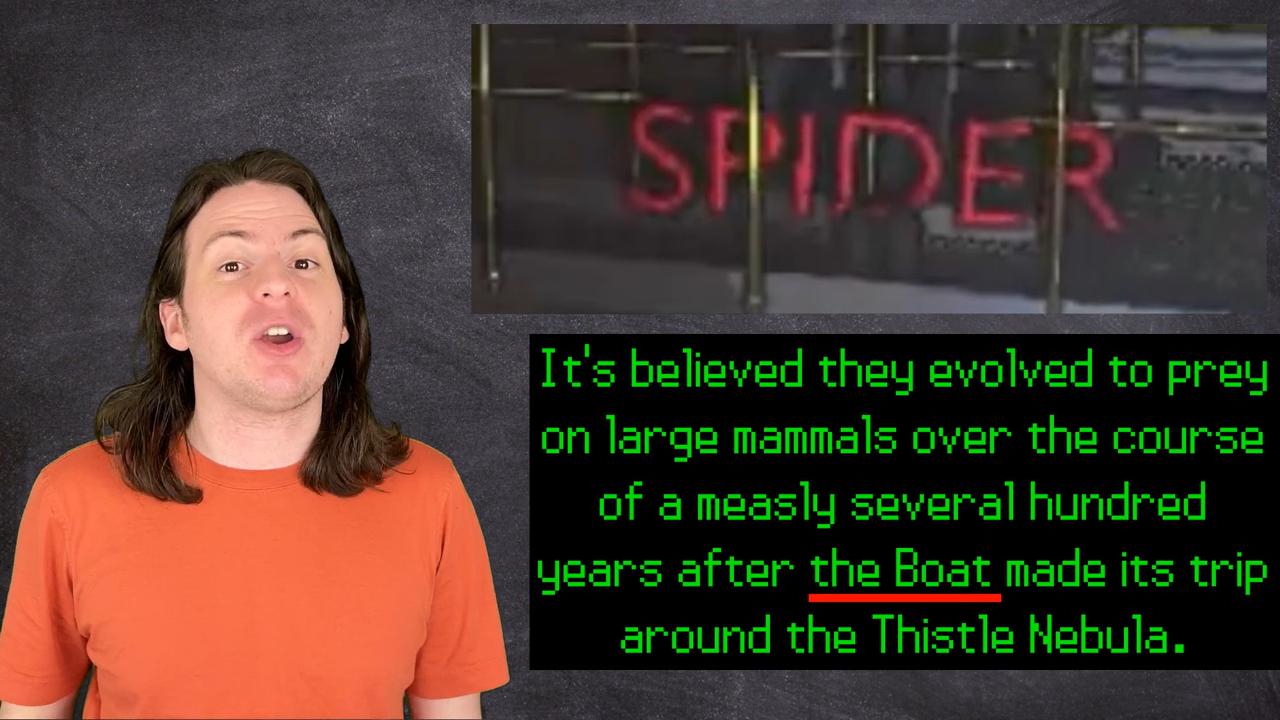 SPIDER
It's believed they evolved to prey
on large mammals over the course
of a measly several hundred
years after the Boat made its trip
around the Thistle Nebula.